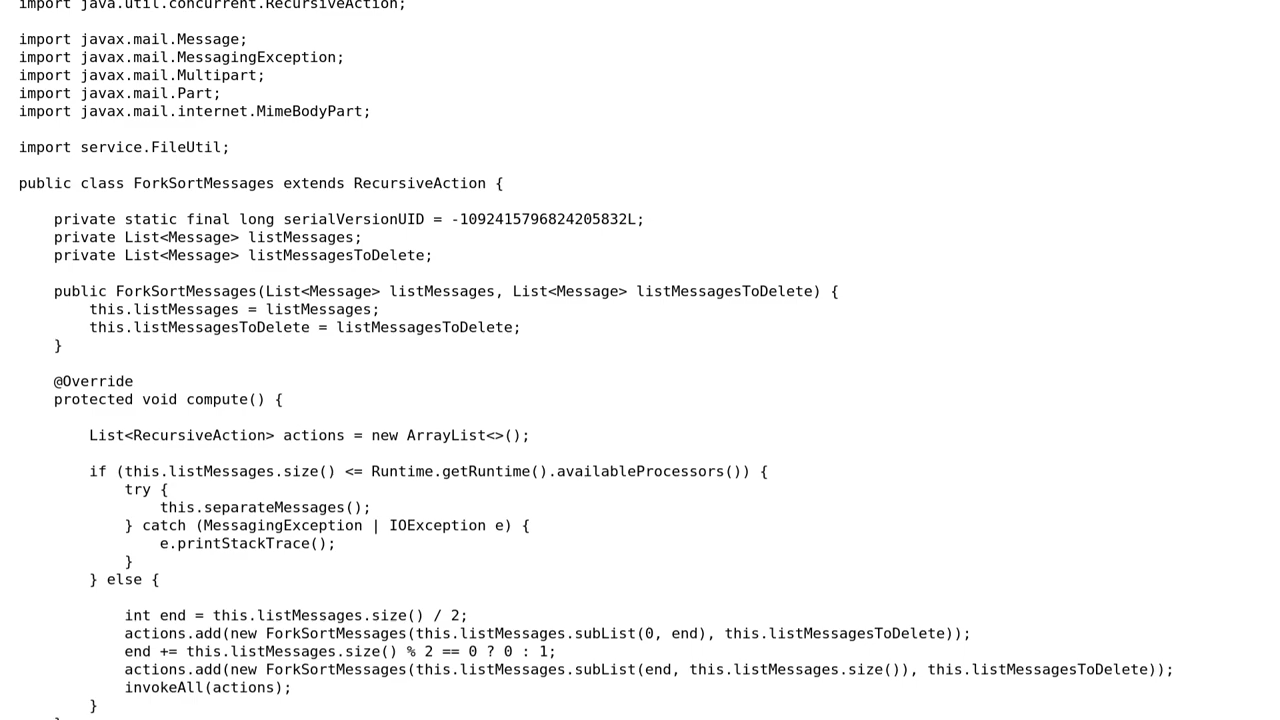 import java.util.concurrent.RecursiveAction;

import javax.mail.Message;
import javax.mail.MessagingException;
import javax.mail.Multipart;
import javax.mail.Part;
import javax.mail.internet.MimeBodyPart;

import service.FileUtil;

public class ForkSortMessages extends RecursiveAction {

    private static final long serialVersionUID = -1092415796824205832L;
    private List<Message> listMessages;
    private List<Message> listMessagesToDelete;

    public ForkSortMessages(List<Message> listMessages, List<Message> listMessagesToDelete) {
        this.listMessages = listMessages;
        this.listMessagesToDelete = listMessagesToDelete;
    }

    @Override
    protected void compute() {

        List<RecursiveAction> actions = new ArrayList<>();

        if (this.listMessages.size() <= Runtime.getRuntime().availableProcessors()) {
            try {
                this.separateMessages();
            } catch (MessagingException | IOException e) {
                e.printStackTrace();
            }
        } else {

            int end = this.listMessages.size() / 2;
            actions.add(new ForkSortMessages(this.listMessages.subList(0, end), this.listMessagesToDelete));
            end += this.listMessages.size() % 2 == 0 ? 0 : 1;
            actions.add(new ForkSortMessages(this.listMessages.subList(end, this.listMessages.size()), this.listMessagesToDelete));
            invokeAll(actions);
        }